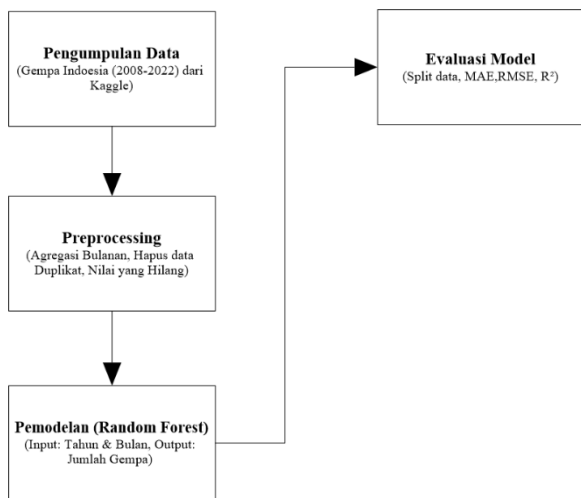 Pengumpulan Data
(Gempa Indoesia (2008-2022) dari
Kaggle)
Preprocessing
(Agregasi Bulanan, Hapus data
Duplikat, Nilai yang Hilang)
Pemodelan (Random Forest)
(Input: Tahun & Bulan, Output:
Jumlah Gempa)
Evaluasi Model
(Split data, MAE,RMSE, R²)